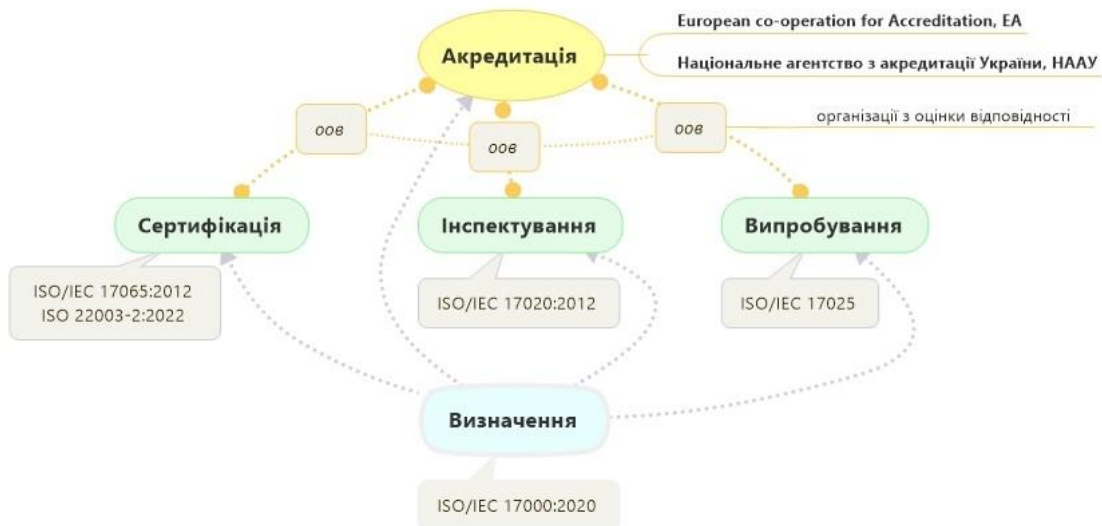 European co-operation for Accreditation, EA
Акредитація
Національне агентство з акредитації України, НААУ
оов
оов
оов
організації з оцінки відповідності
Сертифікація
Інспектування
Випробування
ISO/IEC 17065:2012
ISO 22003-2:2022
ISO/IEC 17020:2012
ISO/IEC 17025
Визначення
ISO/IEC 17000:2020